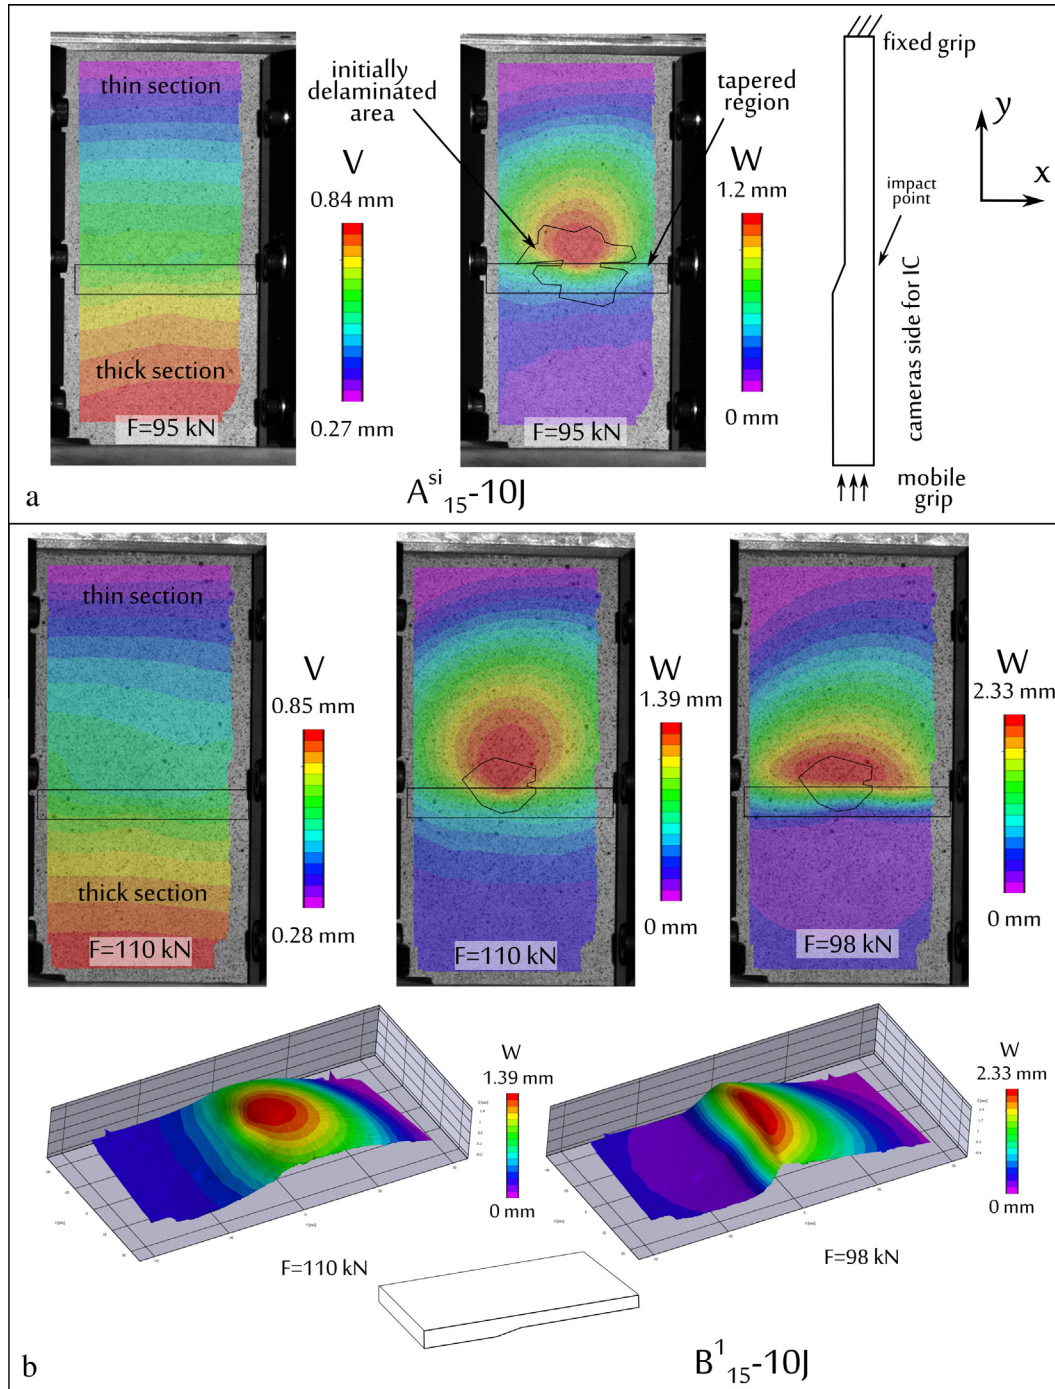 thin section
initially
delaminated
area
tapered
region
fixed grip
V
0.84 mm
W
1.2 mm
y
x
impact
point
cameras side for IC
thick section
F=95 kN
0.27 mm
F=95 kN
0 mm
mobile
grip
a
A^si_15-10J
thin section
V
0.85 mm
W
1.39 mm
W
2.33 mm
thick section
F=110 kN
0.28 mm
F=110 kN
0 mm
F=98 kN
0 mm
W
1.39 mm
0 mm
W
2.33 mm
0 mm
F=110 kN
F=98 kN
b
B^1_15-10J